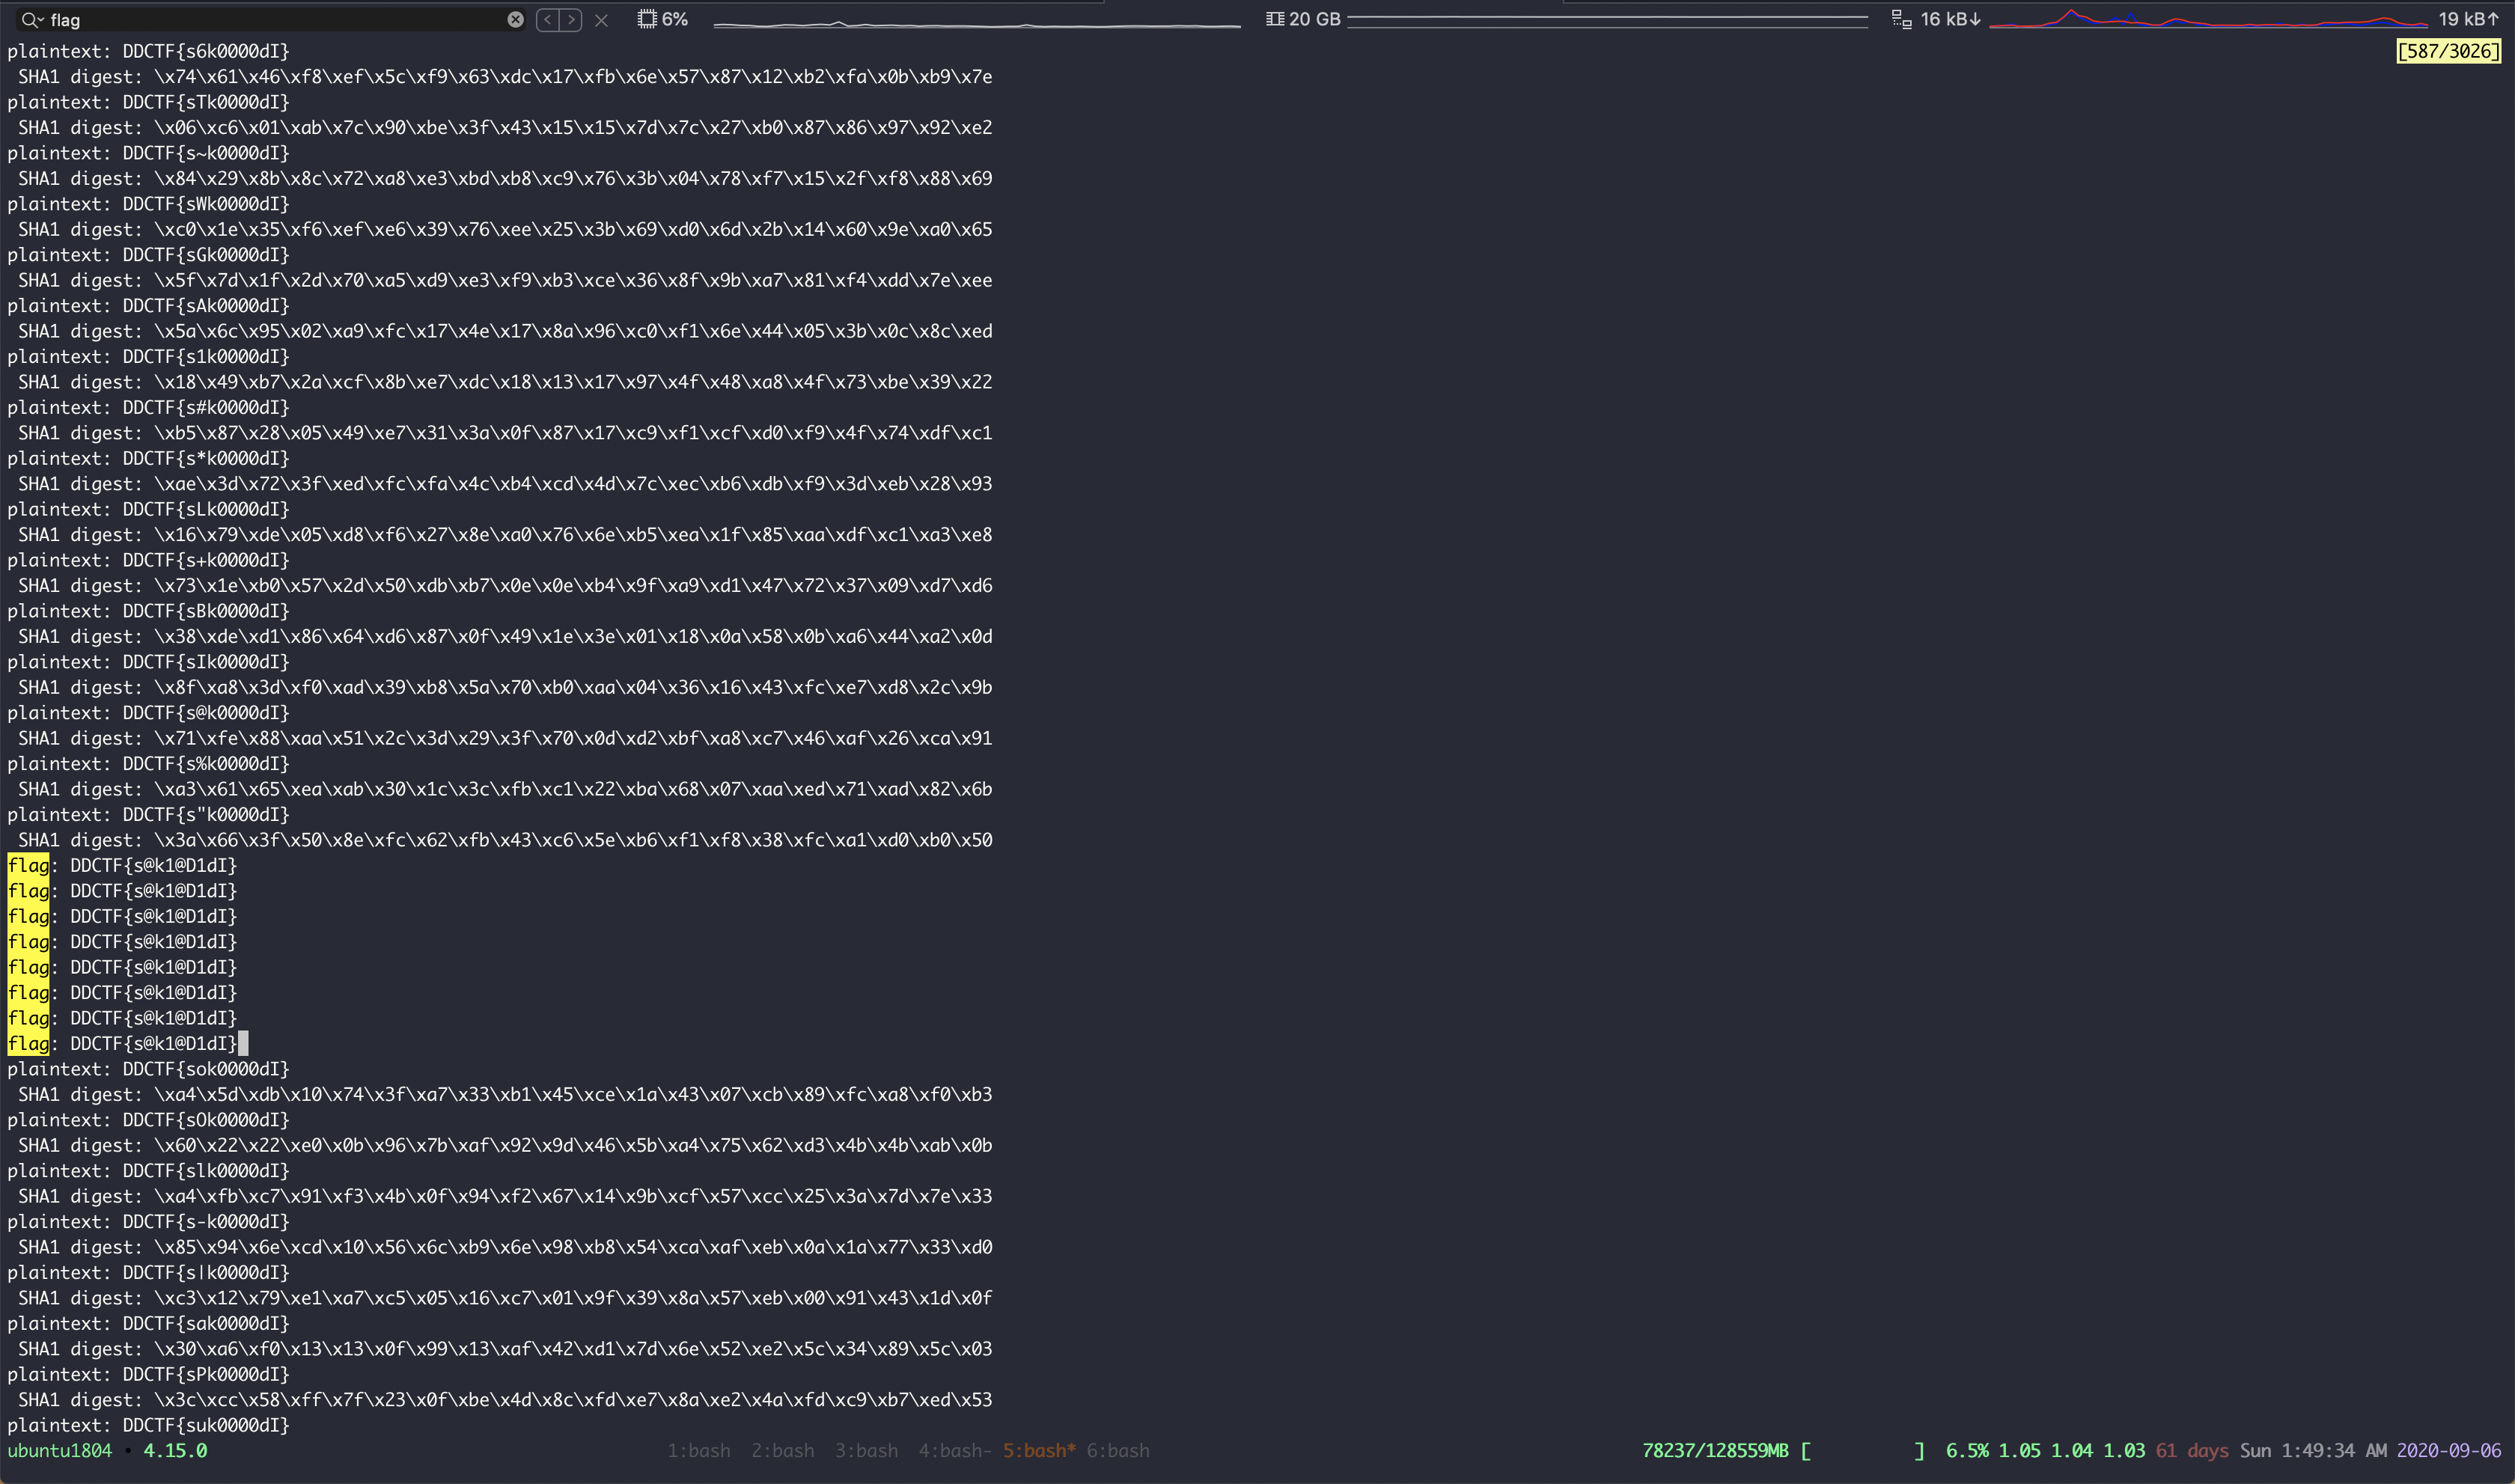 flag 6% 20 GB 16 kB↓ 19 kB↑
plaintext: DDCTF{s6k0000dI} [587/3026]
SHA1 digest: \x74\x61\x46\xf8\xef\x5c\xf9\x63\xdc\x17\xfb\x6e\x57\x87\x12\xb2\xfa\x0b\xb9\x7e
plaintext: DDCTF{sTk0000dI}
SHA1 digest: \x06\xc6\x01\xab\x7c\x90\xbe\x3f\x43\x15\x15\x7d\x7c\x27\xb0\x87\x86\x97\x92\xe2
plaintext: DDCTF{s~k0000dI}
SHA1 digest: \x84\x29\x8b\x8c\x72\xa8\xe3\xbd\xb8\xc9\x76\x3b\x04\x78\xf7\x15\x2f\xf8\x88\x69
plaintext: DDCTF{sWk0000dI}
SHA1 digest: \xc0\x1e\x35\xf6\xef\xe6\x39\x76\xee\x25\x3b\x69\xd0\x6d\x2b\x14\x60\x9e\xa0\x65
plaintext: DDCTF{sGk0000dI}
SHA1 digest: \x5f\x7d\x1f\x2d\x70\xa5\xd9\xe3\xf9\xb3\xce\x36\x8f\x9b\xa7\x81\xf4\xdd\x7e\xee
plaintext: DDCTF{sAk0000dI}
SHA1 digest: \x5a\x6c\x95\x02\xa9\xfc\x17\x4e\x17\x8a\x96\xc0\xf1\x6e\x44\x05\x3b\x0c\x8c\xed
plaintext: DDCTF{s1k0000dI}
SHA1 digest: \x18\x49\xb7\x2a\xcf\x8b\xe7\xdc\x18\x13\x17\x97\x4f\x48\xa8\x4f\x73\xbe\x39\x22
plaintext: DDCTF{s#k0000dI}
SHA1 digest: \xb5\x87\x28\x05\x49\xe7\x31\x3a\x0f\x87\x17\xc9\xf1\xcf\xd0\xf9\x4f\x74\xdf\xc1
plaintext: DDCTF{s*k0000dI}
SHA1 digest: \xae\x3d\x72\x3f\xed\xfc\xfa\x4c\xb4\xcd\x4d\x7c\xec\xb6\xdb\xf9\x3d\xeb\x28\x93
plaintext: DDCTF{sLk0000dI}
SHA1 digest: \x16\x79\xde\x05\xd8\xf6\x27\x8e\xa0\x76\x6e\xb5\xea\x1f\x85\xaa\xdf\xc1\xa3\xe8
plaintext: DDCTF{s+k0000dI}
SHA1 digest: \x73\x1e\xb0\x57\x2d\x50\xdb\xb7\x0e\x0e\xb4\x9f\xa9\xd1\x47\x72\x37\x09\xd7\xd6
plaintext: DDCTF{sBk0000dI}
SHA1 digest: \x38\xde\xd1\x86\x64\xd6\x87\x0f\x49\x1e\x3e\x01\x18\x0a\x58\x0b\xa6\x44\xa2\x0d
plaintext: DDCTF{sIk0000dI}
SHA1 digest: \x8f\xa8\x3d\xf0\xad\x39\xb8\x5a\x70\xb0\xaa\x04\x36\x16\x43\xfc\xe7\xd8\x2c\x9b
plaintext: DDCTF{s@k0000dI}
SHA1 digest: \x71\xfe\x88\xaa\x51\x2c\x3d\x29\x3f\x70\x0d\xd2\xbf\xa8\xc7\x46\xaf\x26\xca\x91
plaintext: DDCTF{s%k0000dI}
SHA1 digest: \xa3\x61\x65\xea\xab\x30\x1c\x3c\xfb\xc1\x22\xba\x68\x07\xaa\xed\x71\xad\x82\x6b
plaintext: DDCTF{s"k0000dI}
SHA1 digest: \x3a\x66\x3f\x50\x8e\xfc\x62\xfb\x43\xc6\x5e\xb6\xf1\xf8\x38\xfc\xa1\xd0\xb0\x50
flag: DDCTF{s@k1@D1dI}
flag: DDCTF{s@k1@D1dI}
flag: DDCTF{s@k1@D1dI}
flag: DDCTF{s@k1@D1dI}
flag: DDCTF{s@k1@D1dI}
flag: DDCTF{s@k1@D1dI}
flag: DDCTF{s@k1@D1dI}
flag: DDCTF{s@k1@D1dI}
plaintext: DDCTF{sok0000dI}
SHA1 digest: \xa4\x5d\xdb\x10\x74\x3f\xa7\x33\xb1\x45\xce\x1a\x43\x07\xcb\x89\xfc\xa8\xf0\xb3
plaintext: DDCTF{sOk0000dI}
SHA1 digest: \x60\x22\x22\xe0\x0b\x96\x7b\xaf\x92\x9d\x46\x5b\xa4\x75\x62\xd3\x4b\x4b\xab\x0b
plaintext: DDCTF{slk0000dI}
SHA1 digest: \xa4\xfb\xc7\x91\xf3\x4b\x0f\x94\xf2\x67\x14\x9b\xcf\x57\xcc\x25\x3a\x7d\x7e\x33
plaintext: DDCTF{s-k0000dI}
SHA1 digest: \x85\x94\x6e\xcd\x10\x56\x6c\xb9\x6e\x98\xb8\x54\xca\xaf\xeb\x0a\x1a\x77\x33\xd0
plaintext: DDCTF{s|k0000dI}
SHA1 digest: \xc3\x12\x79\xe1\xa7\xc5\x05\x16\xc7\x01\x9f\x39\x8a\x57\xeb\x00\x91\x43\x1d\x0f
plaintext: DDCTF{sak0000dI}
SHA1 digest: \x30\xa6\xf0\x13\x13\x0f\x99\x13\xaf\x42\xd1\x7d\x6e\x52\xe2\x5c\x34\x89\x5c\x03
plaintext: DDCTF{sPk0000dI}
SHA1 digest: \x3c\xcc\x58\xff\x7f\x23\x0f\xbe\x4d\x8c\xfd\xe7\x8a\xe2\x4a\xfd\xc9\xb7\xed\x53
plaintext: DDCTF{suk0000dI}
ubuntu1804 • 4.15.0 1:bash 2:bash 3:bash 4:bash- 5:bash* 6:bash 78237/128559MB [ ] 6.5% 1.05 1.04 1.03 61 days Sun 1:49:34 AM 2020-09-06